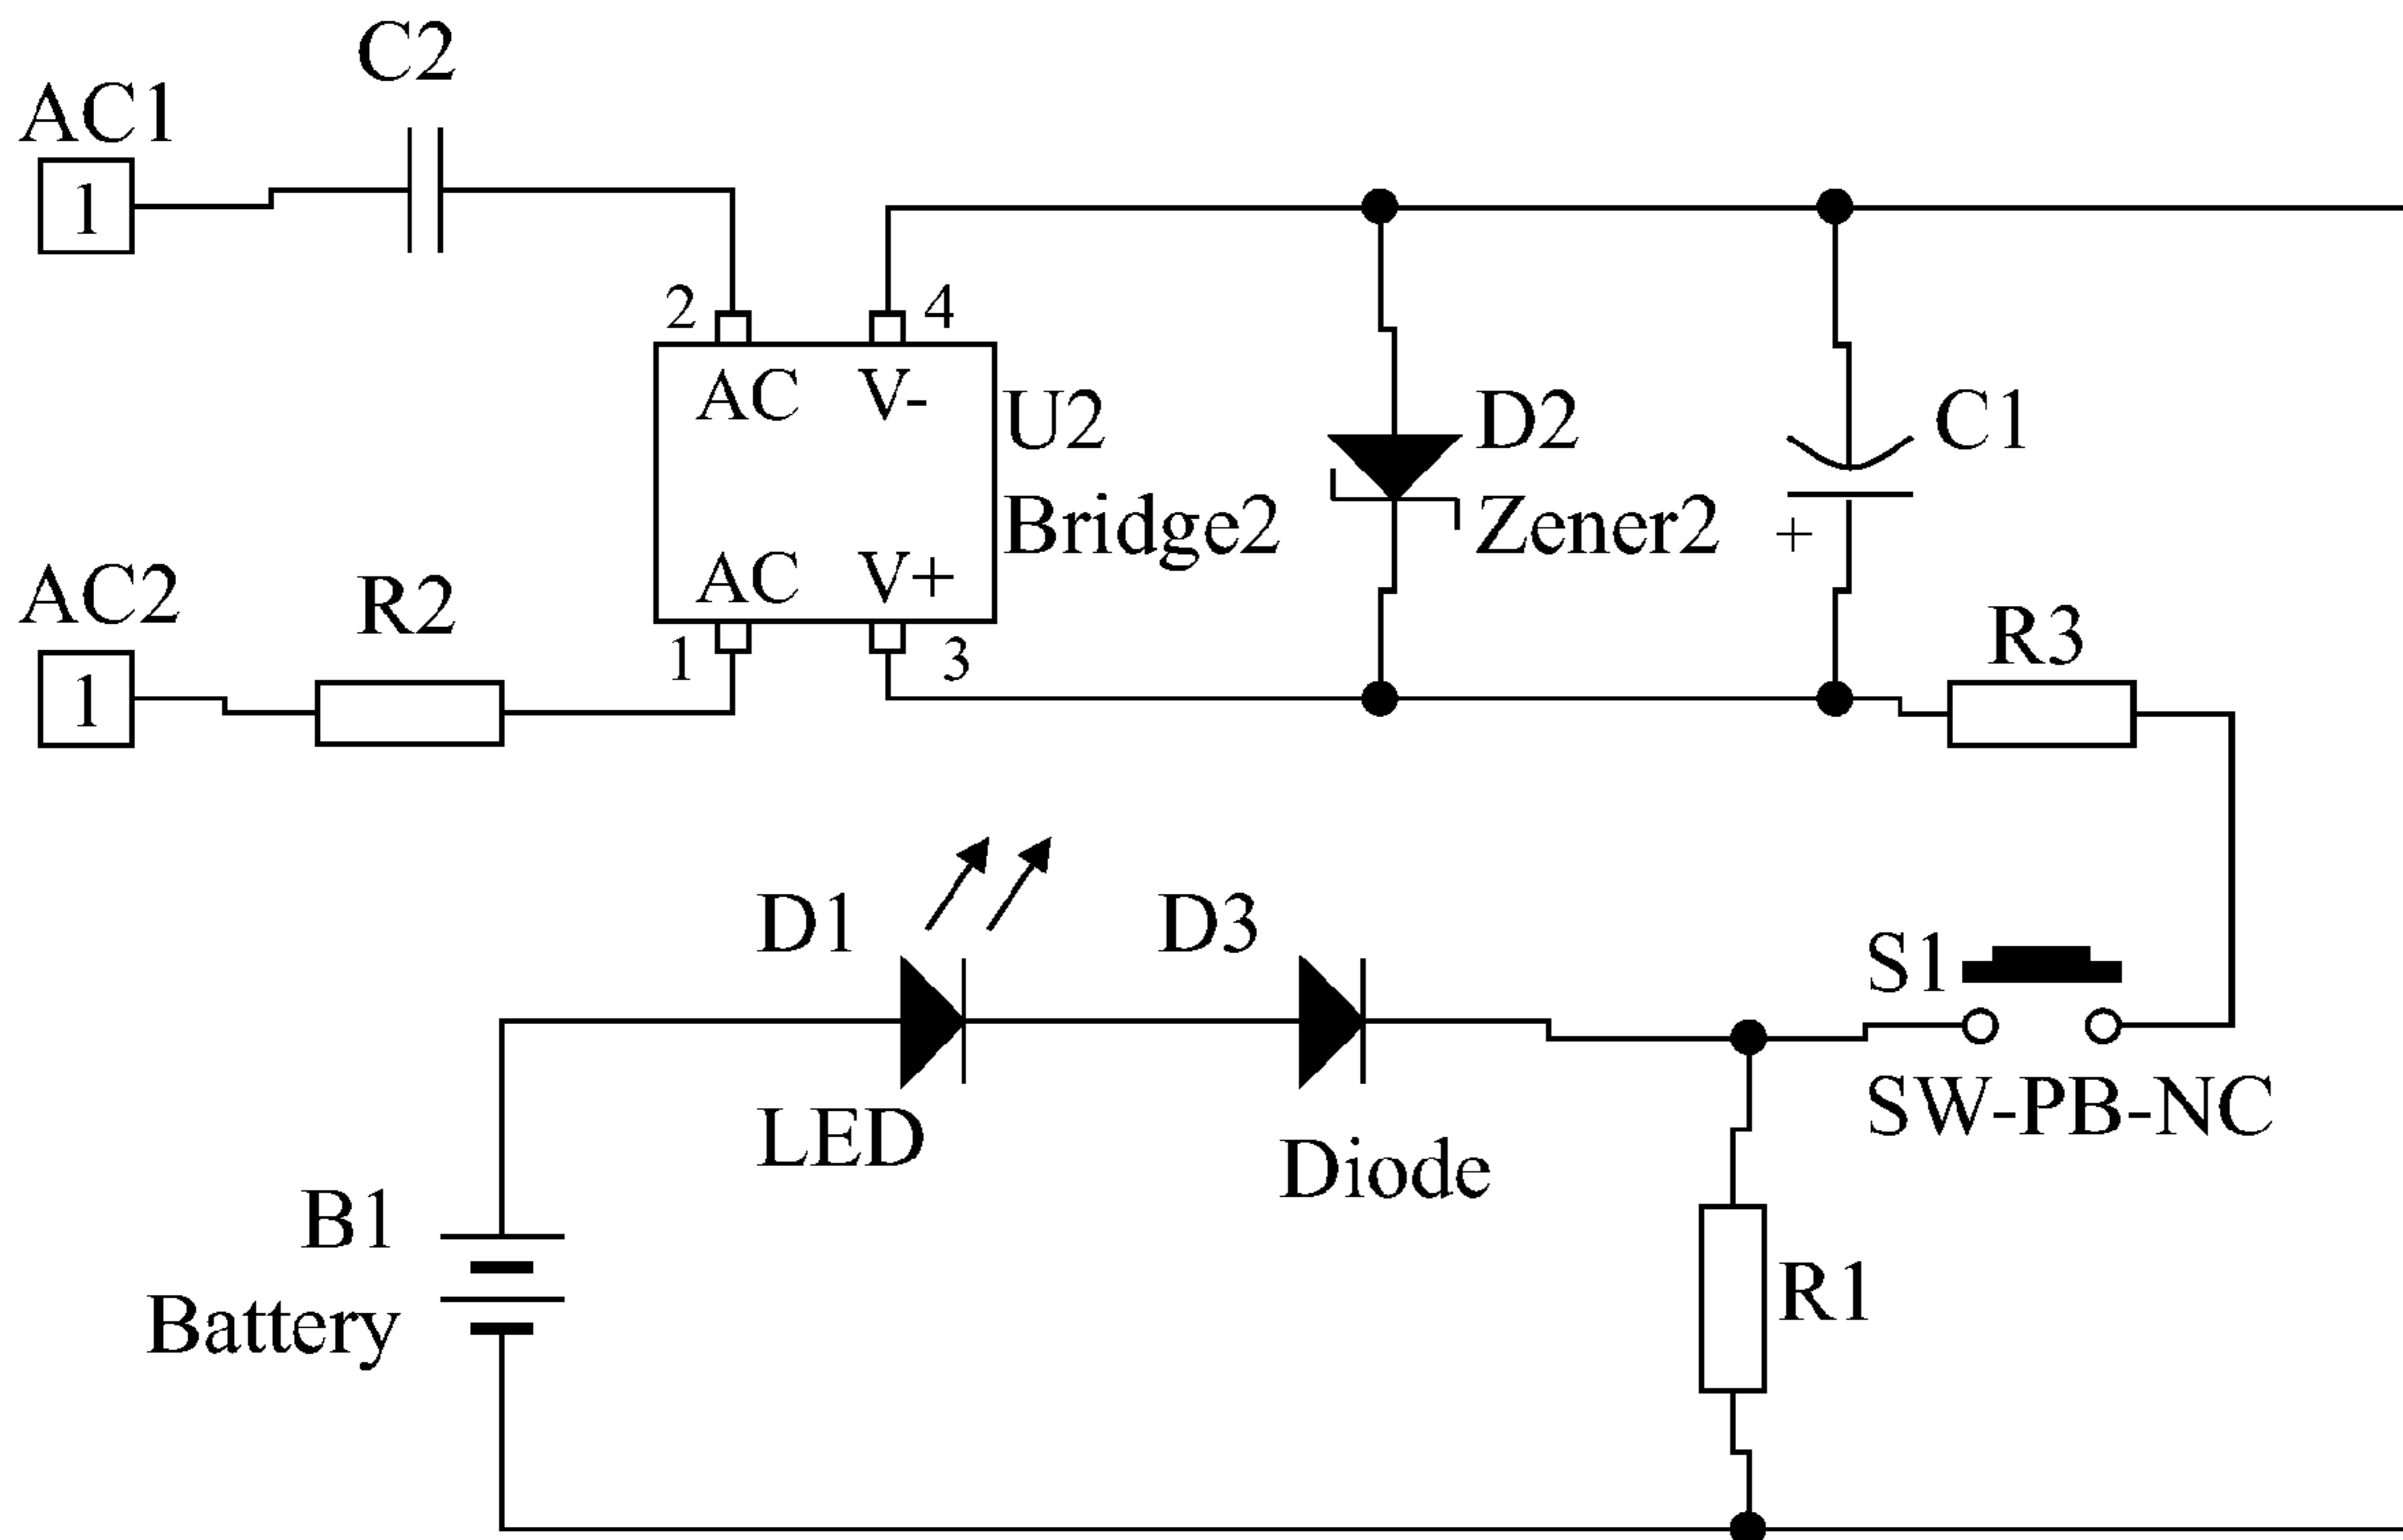 C2
AC1
1
2
4
AC V-
U2
D2
C1
Bridge2
Zener2
+
AC V+
AC2
R2
1
3
R3
1
D1
D3
S1
LED
Diode
SW-PB-NC
B1
R1
Battery